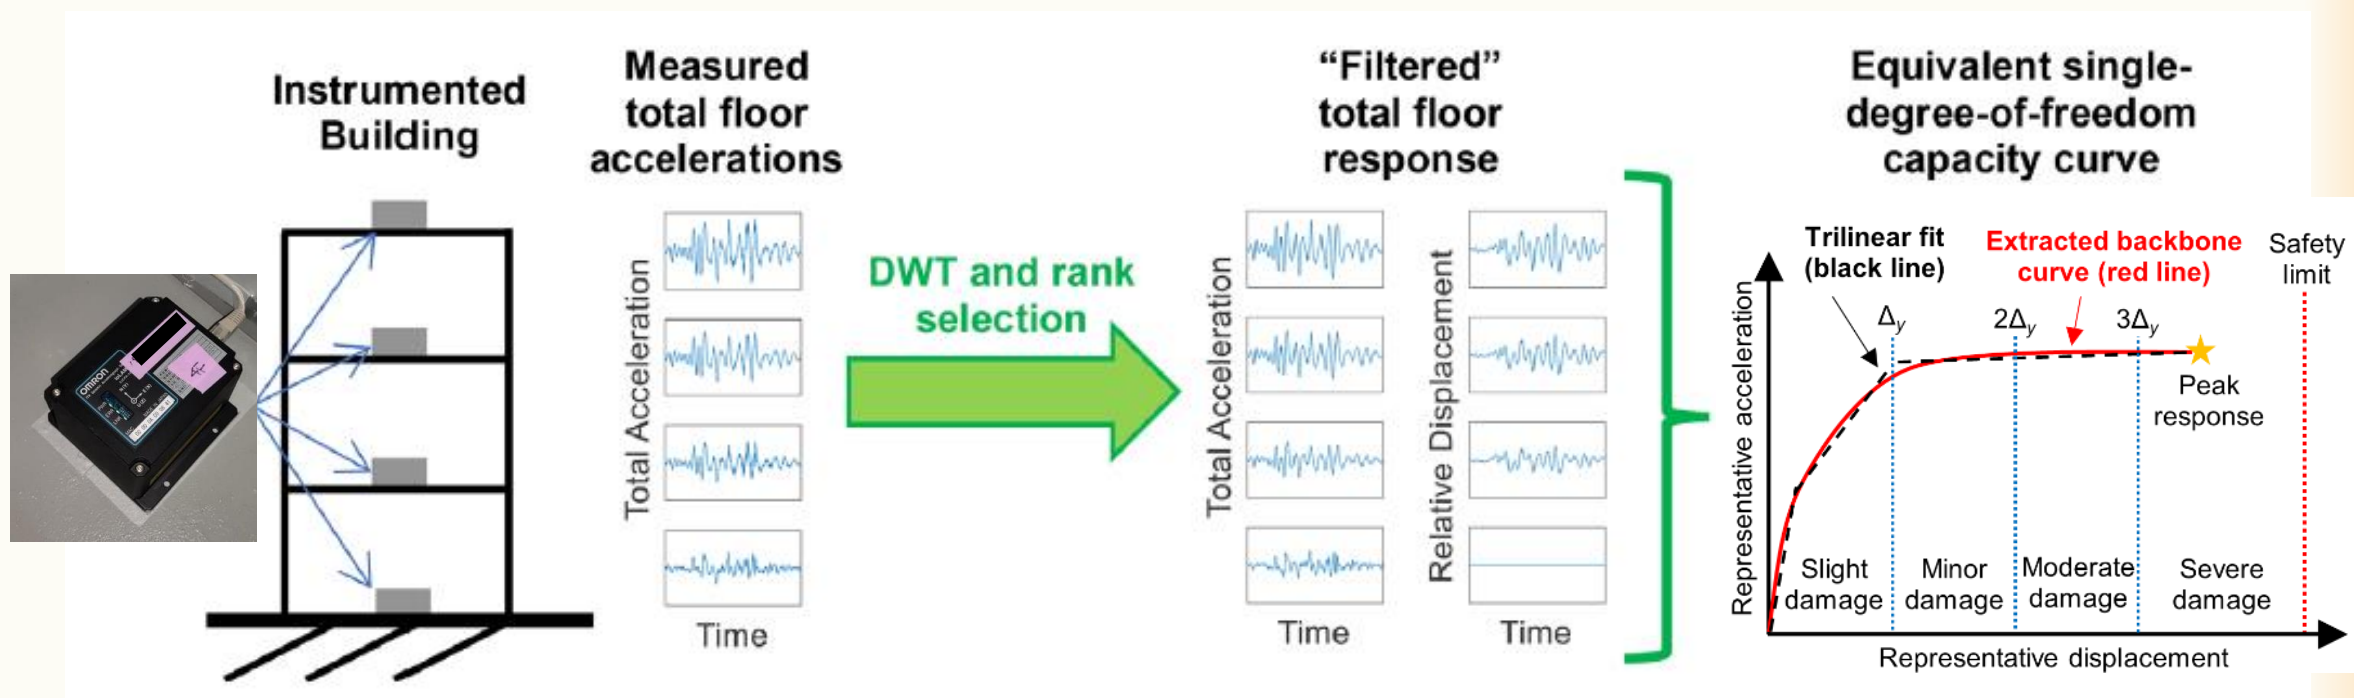 Instrumented
Building
Measured
total floor
accelerations
“Filtered”
total floor
response
Equivalent single-
degree-of-freedom
capacity curve
OMRON
Total Acceleration
Time
DWT and rank
selection
Total Acceleration
Time
Relative Displacement
Time
Representative acceleration
Trilinear fit
(black line)
Extracted backbone
curve (red line)
Safety
limit
Δy
2Δy
3Δy
Peak
response
Slight
damage
Minor
damage
Moderate
damage
Severe
damage
Representative displacement